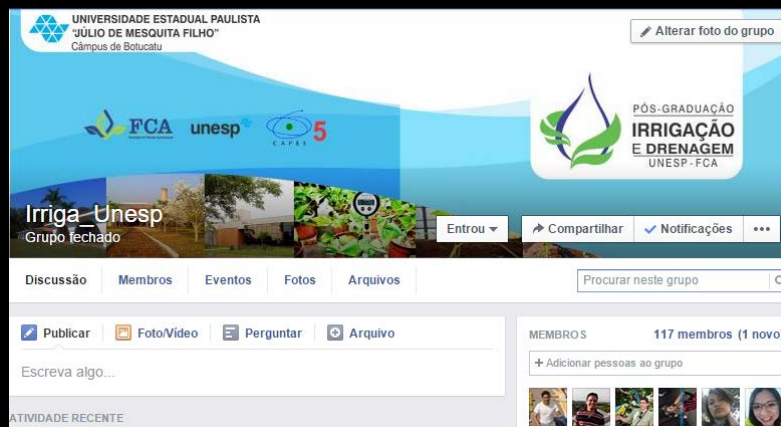 UNIVERSIDADE ESTADUAL PAULISTA
"JÚLIO DE MESQUITA FILHO"
Câmpus de Botucatu
Alterar foto do grupo
FCA unesp CAPES 5
PÓS-GRADUAÇÃO
IRRIGAÇÃO
E DRENAGEM
UNESP-FCA
Irriga_Unesp
Grupo fechado
Entrou Compartilhar Notificações
Discussão Membros Eventos Fotos Arquivos
Procurar neste grupo
Publicar Foto/Vídeo Perguntar Arquivo
Escreva algo...
MEMBROS 117 membros (1 novo
+ Adicionar pessoas ao grupo
ATIVIDADE RECENTE